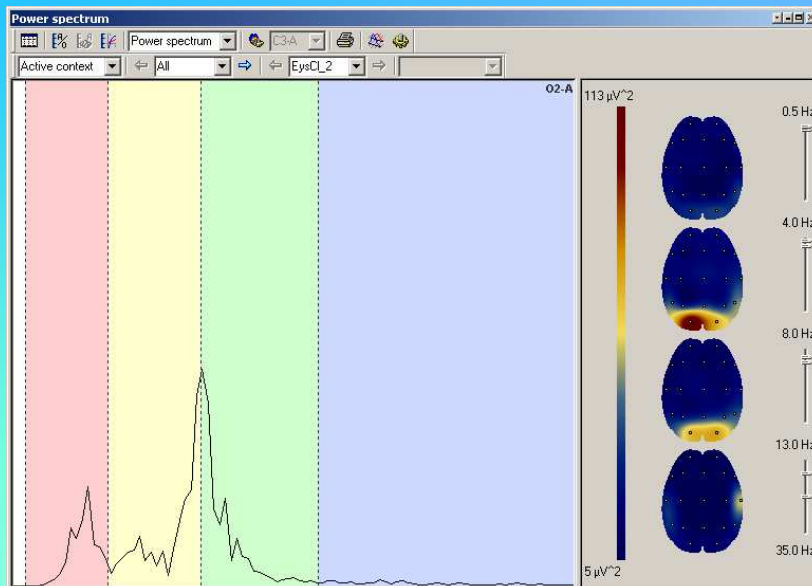 Power spectrum
Power spectrum C3-A
Active context All EysCl_2
O2-A
113 µV^2
0.5 Hz
4.0 Hz
8.0 Hz
13.0 Hz
35.0 Hz
5 µV^2